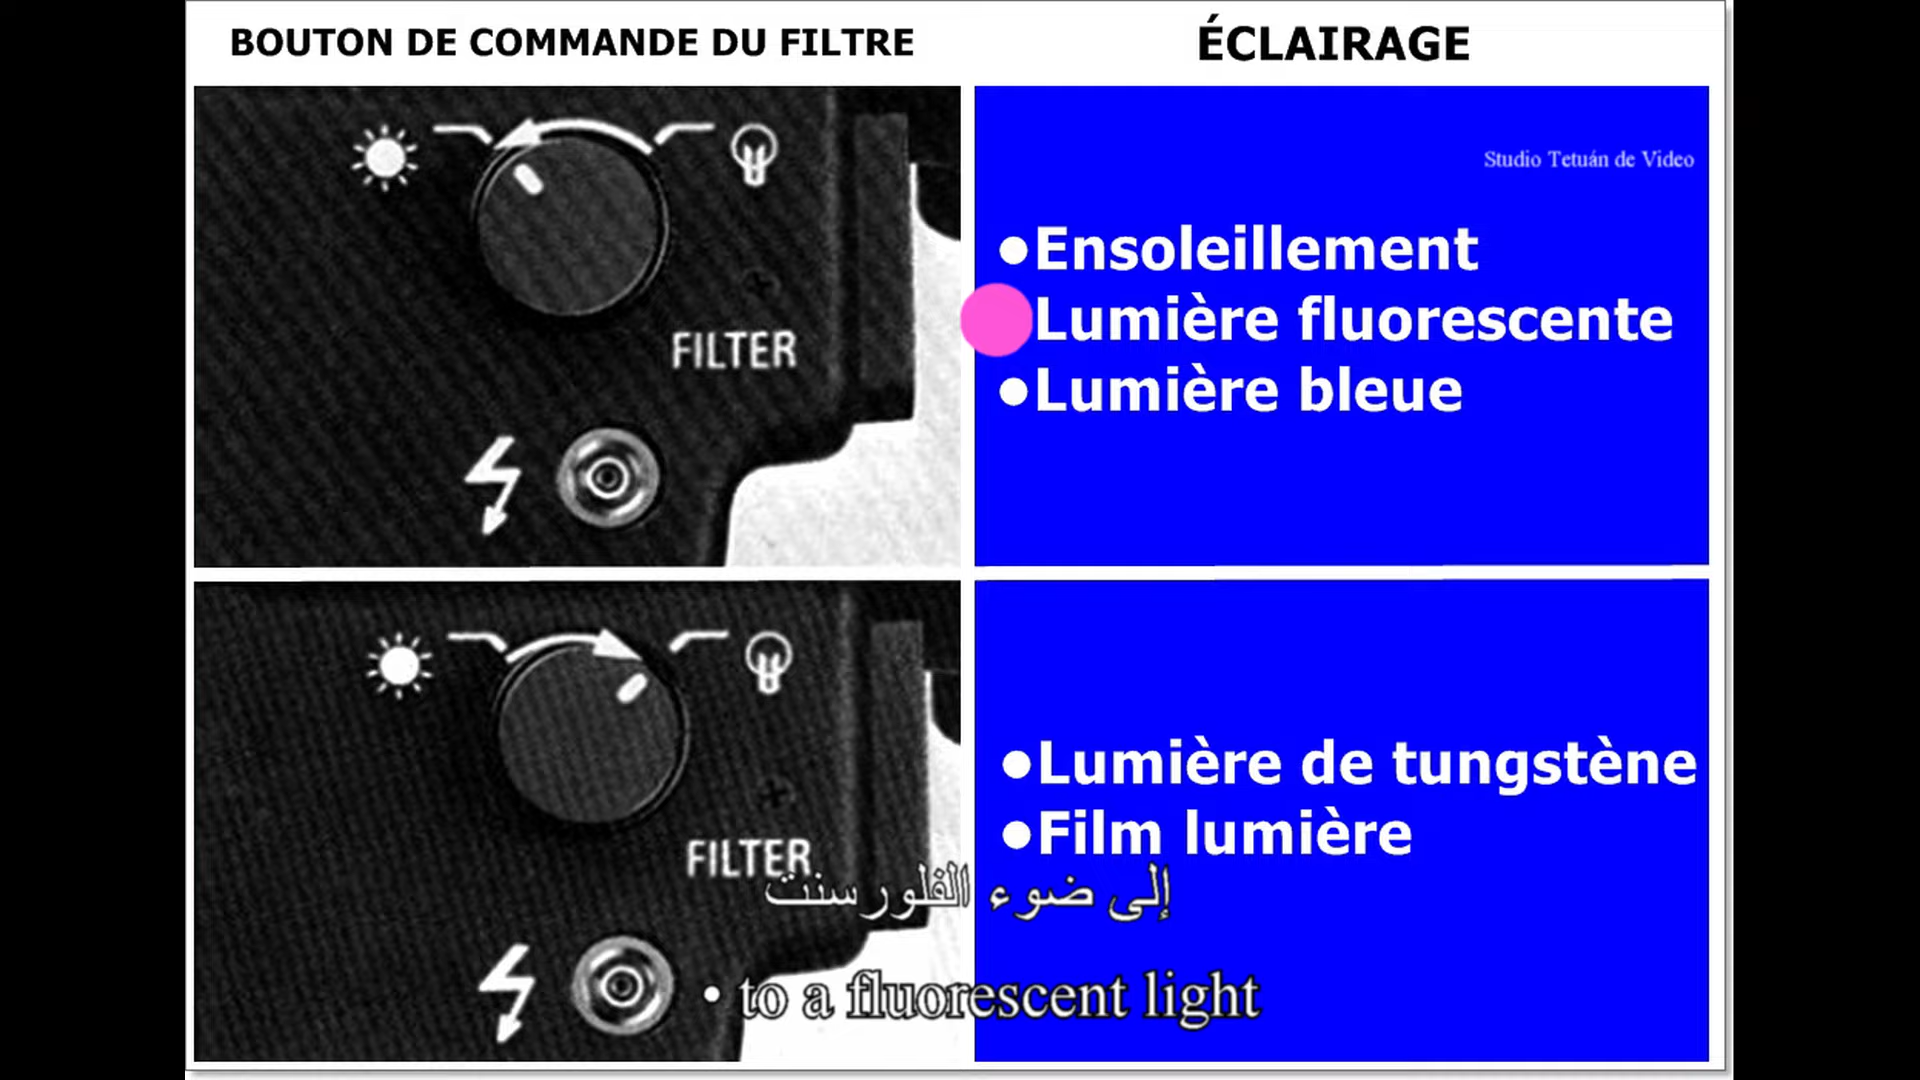 BOUTON DE COMMANDE DU FILTRE
ÉCLAIRAGE
FILTER
Studio Tetuán de Video
•Ensoleillement
Lumière fluorescente
•Lumière bleue
FILTER
•Lumière de tungstène
•Film lumière
إلى ضوء الفلورسنت
• to a fluorescent light